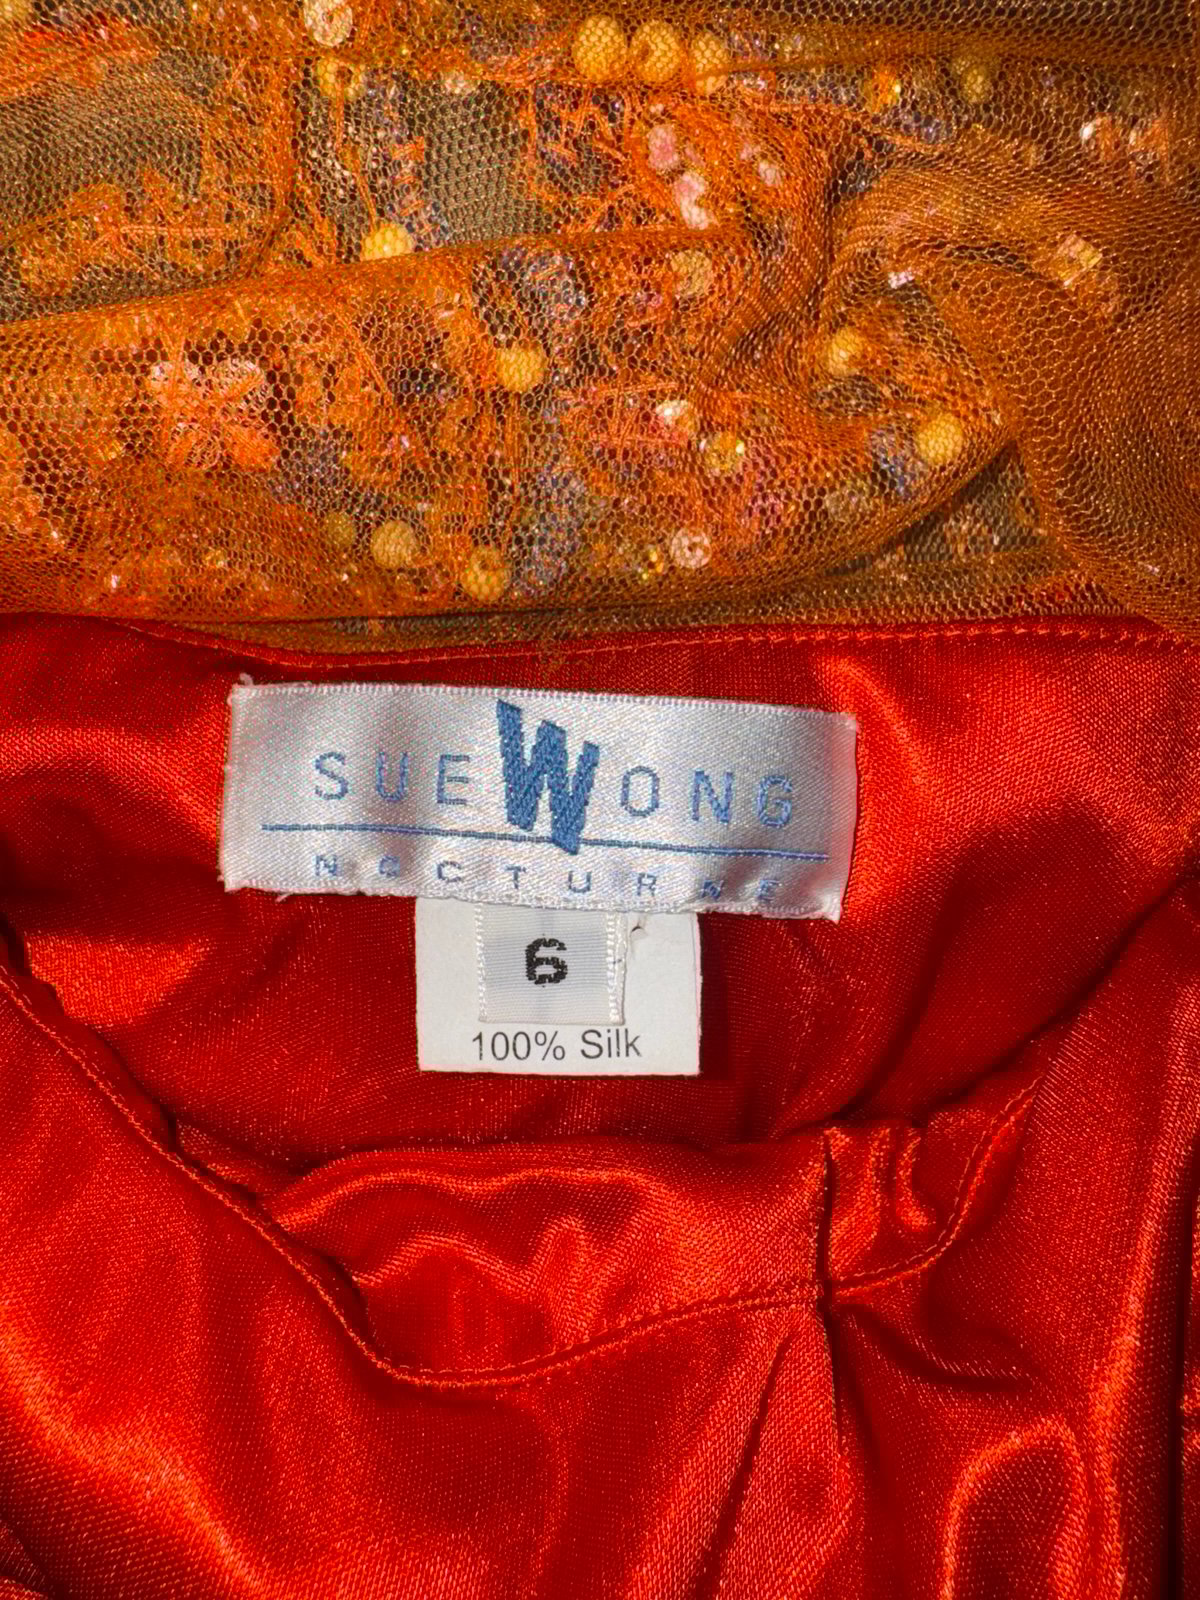 SUE WONG
NOCTURNE
6
100% Silk